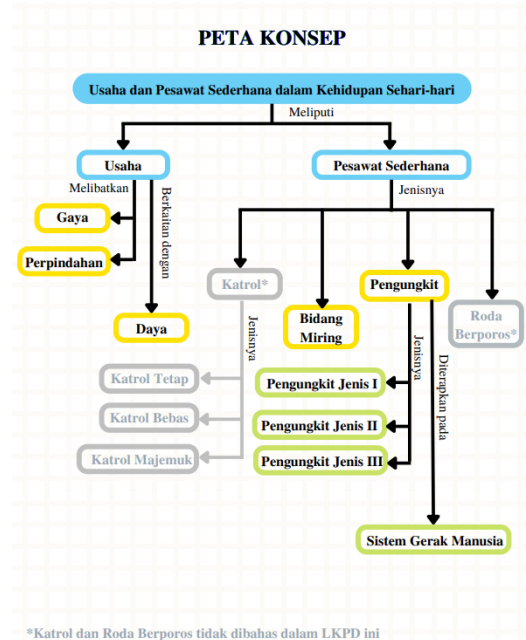 PETA KONSEP
Usaha dan Pesawat Sederhana dalam Kehidupan Sehari-hari
Meliputi
Usaha
Pesawat Sederhana
Melibatkan
Berkaitan dengan
Jenisnya
Gaya
Perpindahan
Daya
Katrol*
Bidang
Miring
Pengungkit
Roda
Berporos*
Jenisnya
Katrol Tetap
Katrol Bebas
Katrol Majemuk
Jenisnya
Diterapkan pada
Pengungkit Jenis I
Pengungkit Jenis II
Pengungkit Jenis III
Sistem Gerak Manusia
*Katrol dan Roda Berporos tidak dibahas dalam LKPD ini